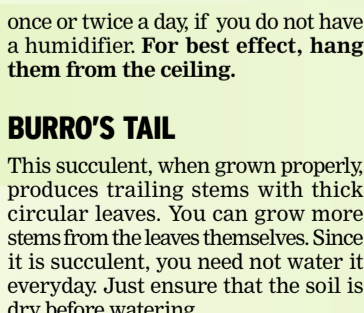 once or twice a day, if you do not have
a humidifier. For best effect, hang
them from the ceiling.
BURRO'S TAIL
This succulent, when grown properly,
produces trailing stems with thick
circular leaves. You can grow more
stems from the leaves themselves. Since
it is succulent, you need not water it
everyday. Just ensure that the soil is
dry before watering